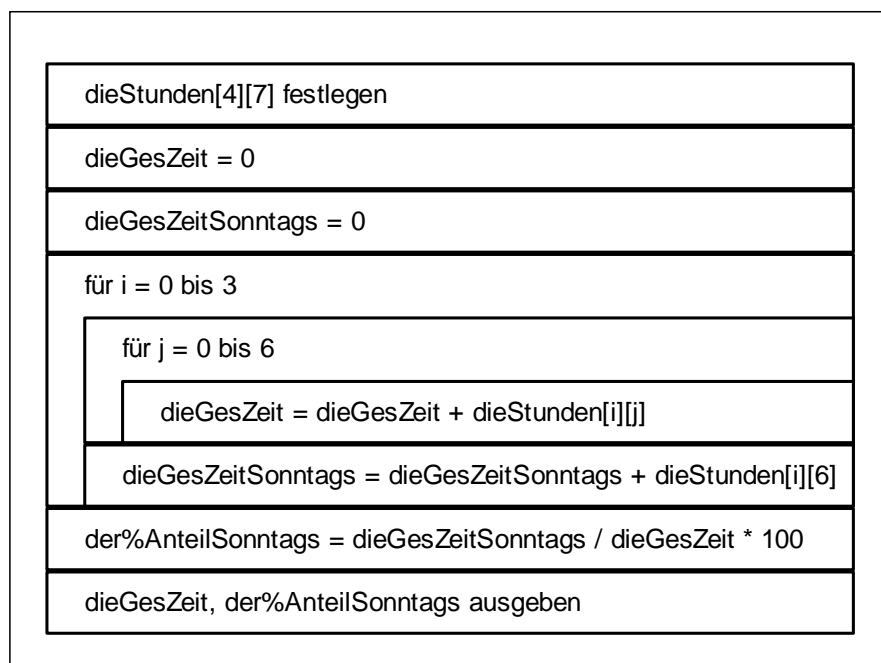 dieStunden[4][7] festlegen
dieGesZeit = 0
dieGesZeitSonntags = 0
für i = 0 bis 3
für j = 0 bis 6
dieGesZeit = dieGesZeit + dieStunden[i][j]
dieGesZeitSonntags = dieGesZeitSonntags + dieStunden[i][6]
der%AnteilSonntags = dieGesZeitSonntags / dieGesZeit * 100
dieGesZeit, der%AnteilSonntags ausgeben